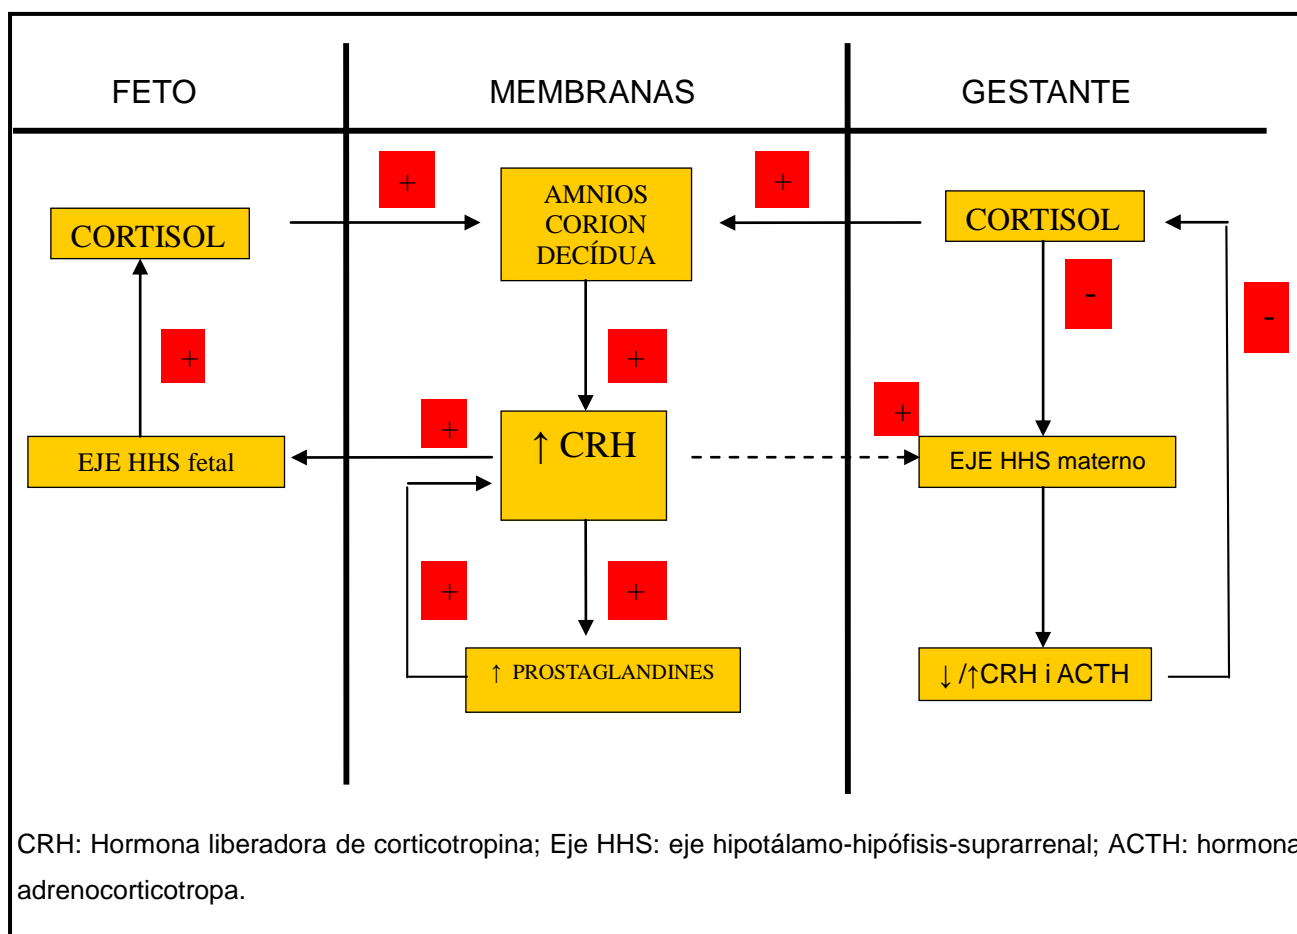 FETO
MEMBRANAS
GESTANTE
+
+
AMNIOS
CORION
DECÍDUA
CORTISOL
CORTISOL
-
-
+
+
+
+
↑ CRH
EJE HHS fetal
EJE HHS materno
+
+
↑ PROSTAGLANDINES
↓ /↑CRH i ACTH
CRH: Hormona liberadora de corticotropina; Eje HHS: eje hipotálamo-hipófisis-suprarrenal; ACTH: hormona
adrenocorticotropa.